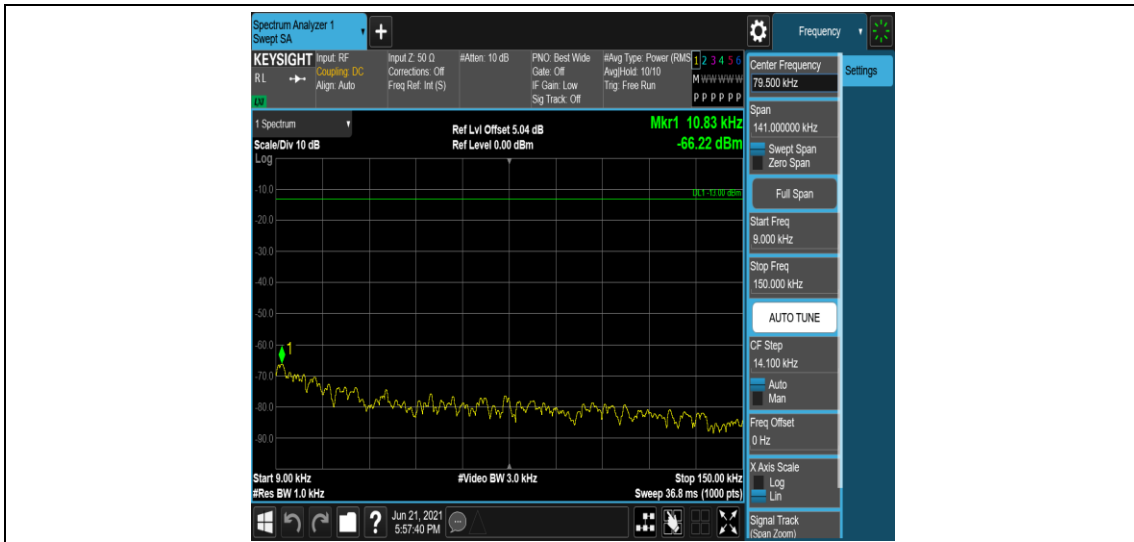 Spectrum Analyzer 1
Swept SA
+
Frequency
KEYSIGHT
RL
LXI
Input: RF
Coupling: DC
Align: Auto
Input Z: 50 Ω
Corrections: Off
Freq Ref: Int (S)
#Atten: 10 dB
PNO: Best Wide
Gate: Off
IF Gain: Low
Sig Track: Off
#Avg Type: Power (RMS
Avg|Hold: 10/10
Trig: Free Run
1 2 3 4 5 6
M W W W W W
P P P P P P
Center Frequency
79.500 kHz
Settings
1 Spectrum
Scale/Div 10 dB
Log
Ref Lvl Offset 5.04 dB
Ref Level 0.00 dBm
Mkr1 10.83 kHz
-66.22 dBm
DL1 -13.00 dBm
-10.0
-20.0
-30.0
-40.0
-50.0
-60.0
-70.0
-80.0
-90.0
1
Start 9.00 kHz
#Res BW 1.0 kHz
#Video BW 3.0 kHz
Stop 150.00 kHz
Sweep 36.8 ms (1000 pts)
Span
141.000000 kHz
Swept Span
Zero Span
Full Span
Start Freq
9.000 kHz
Stop Freq
150.000 kHz
AUTO TUNE
CF Step
14.100 kHz
Auto
Man
Freq Offset
0 Hz
X Axis Scale
Log
Lin
Signal Track
(Span Zoom)
?
Jun 21, 2021
5:57:40 PM